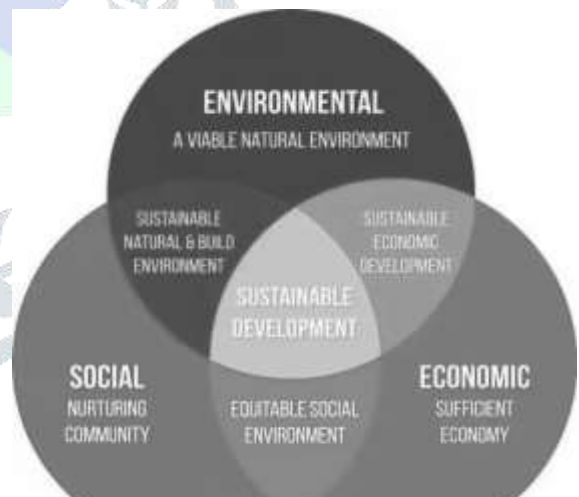 ENVIRONMENTAL
A VIABLE NATURAL ENVIRONMENT
SUSTAINABLE
NATURAL & BUILD
ENVIRONMENT
SUSTAINABLE
ECONOMIC
DEVELOPMENT
SUSTAINABLE
DEVELOPMENT
SOCIAL
NURTURING
COMMUNITY
EQUITABLE SOCIAL
ENVIRONMENT
ECONOMIC
SUFFICIENT
ECONOMY